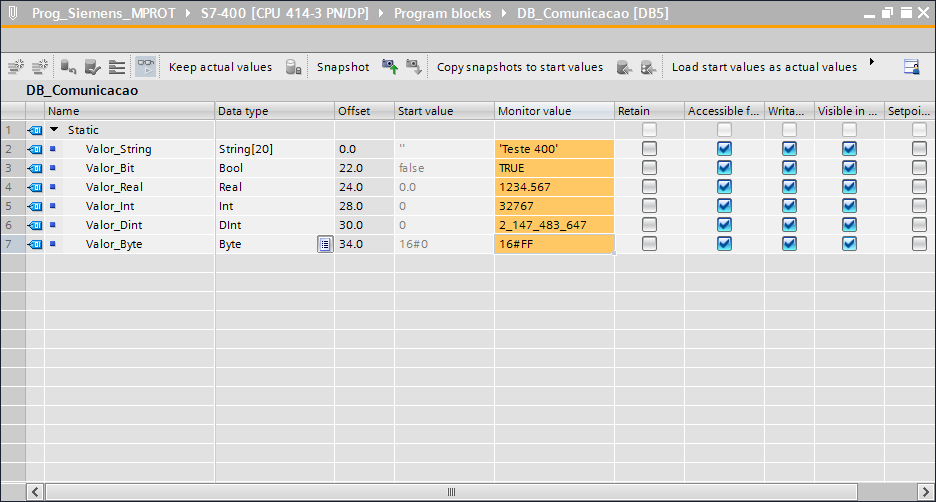 Prog_Siemens_MPROT S7-400 [CPU 414-3 PN/DP] Program blocks DB_Comunicacao [DB5]
Keep actual values Snapshot Copy snapshots to start values Load start values as actual values
DB_Comunicacao
Name Data type Offset Start value Monitor value Retain Accessible f... Writa... Visible in ... Setpoi...
1 Static
2 Valor_String String[20] 0.0 '' 'Teste 400'
3 Valor_Bit Bool 22.0 false TRUE
4 Valor_Real Real 24.0 0.0 1234.567
5 Valor_Int Int 28.0 0 32767
6 Valor_Dint DInt 30.0 0 2_147_483_647
7 Valor_Byte Byte 34.0 16#0 16#FF